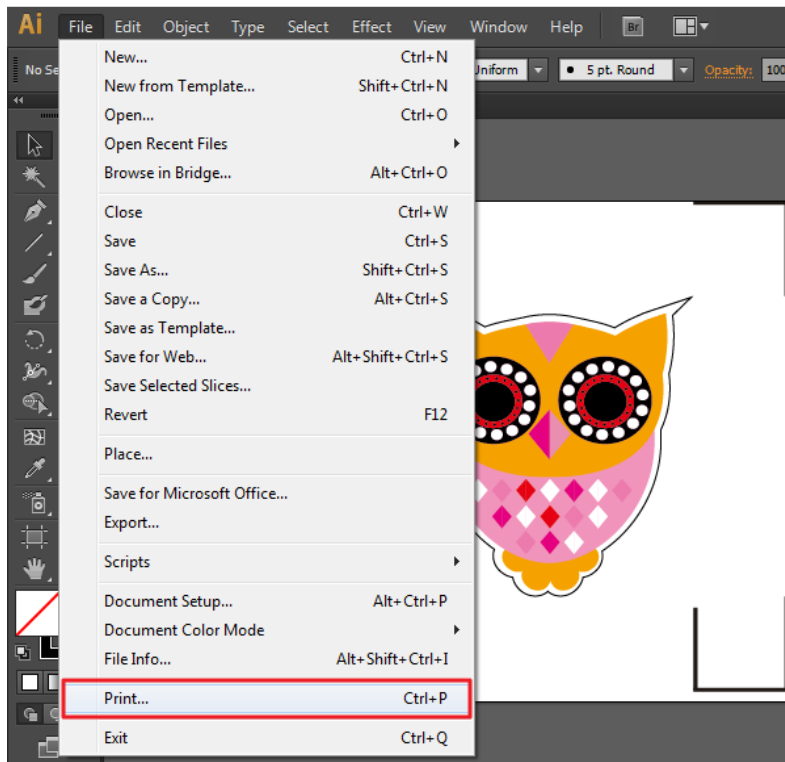 Ai File Edit Object Type Select Effect View Window Help Br
5 pt. Round Opacity: 100
New... Ctrl+N
New from Template... Shift+Ctrl+N
Open... Ctrl+O
Open Recent Files
Browse in Bridge... Alt+Ctrl+O
Close Ctrl+W
Save Ctrl+S
Save As... Shift+Ctrl+S
Save a Copy... Alt+Ctrl+S
Save as Template...
Save for Web... Alt+Shift+Ctrl+S
Save Selected Slices...
Revert F12
Place...
Save for Microsoft Office...
Export...
Scripts
Document Setup... Alt+Ctrl+P
Document Color Mode
File Info... Alt+Shift+Ctrl+I
Print... Ctrl+P
Exit Ctrl+Q